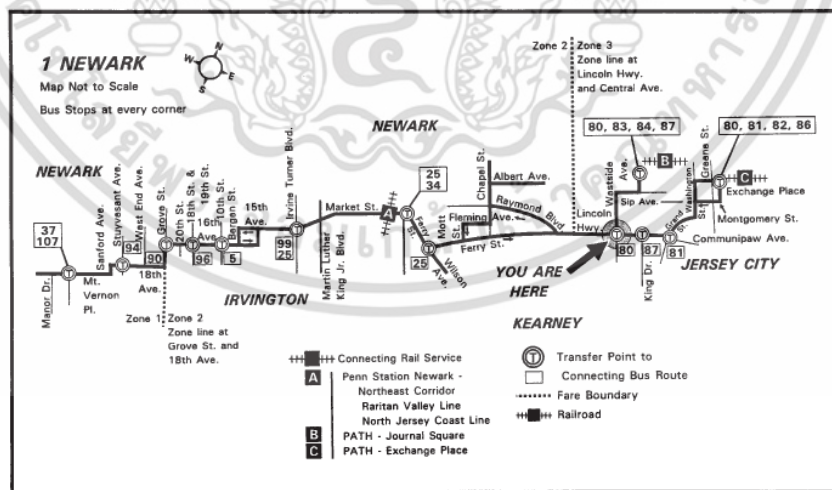 1 NEWARK
Map Not to Scale
Bus Stops at every corner
Zone 2
Zone 3
Zone line at
Lincoln Hwy.
and Central Ave.
NEWARK
NEWARK
80, 83, 84, 87
80, 81, 82, 86
B
C
A
25
34
37
107
Manor Dr.
Mt.
Vernon
Pl.
Sanford Ave.
Stuyvesant Ave.
West End Ave.
94
90
18th
Ave.
Grove St.
20th St.
18th St. &
19th St.
16th
Ave.
96
10th St.
5
Bergen St.
15th
Ave.
Irvine Turner Blvd.
99
25
Market St.
Martin Luther
King Jr. Blvd.
Ferry
St.
25
Wilson
Ave.
Mott
St.
Fleming Ave.
Ferry St.
Chapel St.
Albert Ave.
Raymond Blvd.
Lincoln
Hwy.
Westside
Ave.
Sip Ave.
Grand St.
Washington
St.
Greene St.
Exchange Place
Montgomery St.
Communipaw Ave.
80
87
81
King Dr.
JERSEY CITY
YOU ARE
HERE
KEARNEY
IRVINGTON
Zone 1
Zone 2
Zone line at
Grove St. and
18th Ave.
Connecting Rail Service
A Penn Station Newark -
Northeast Corridor
Raritan Valley Line
North Jersey Coast Line
B PATH - Journal Square
C PATH - Exchange Place
T Transfer Point to
Connecting Bus Route
Fare Boundary
Railroad
N
E
S
W